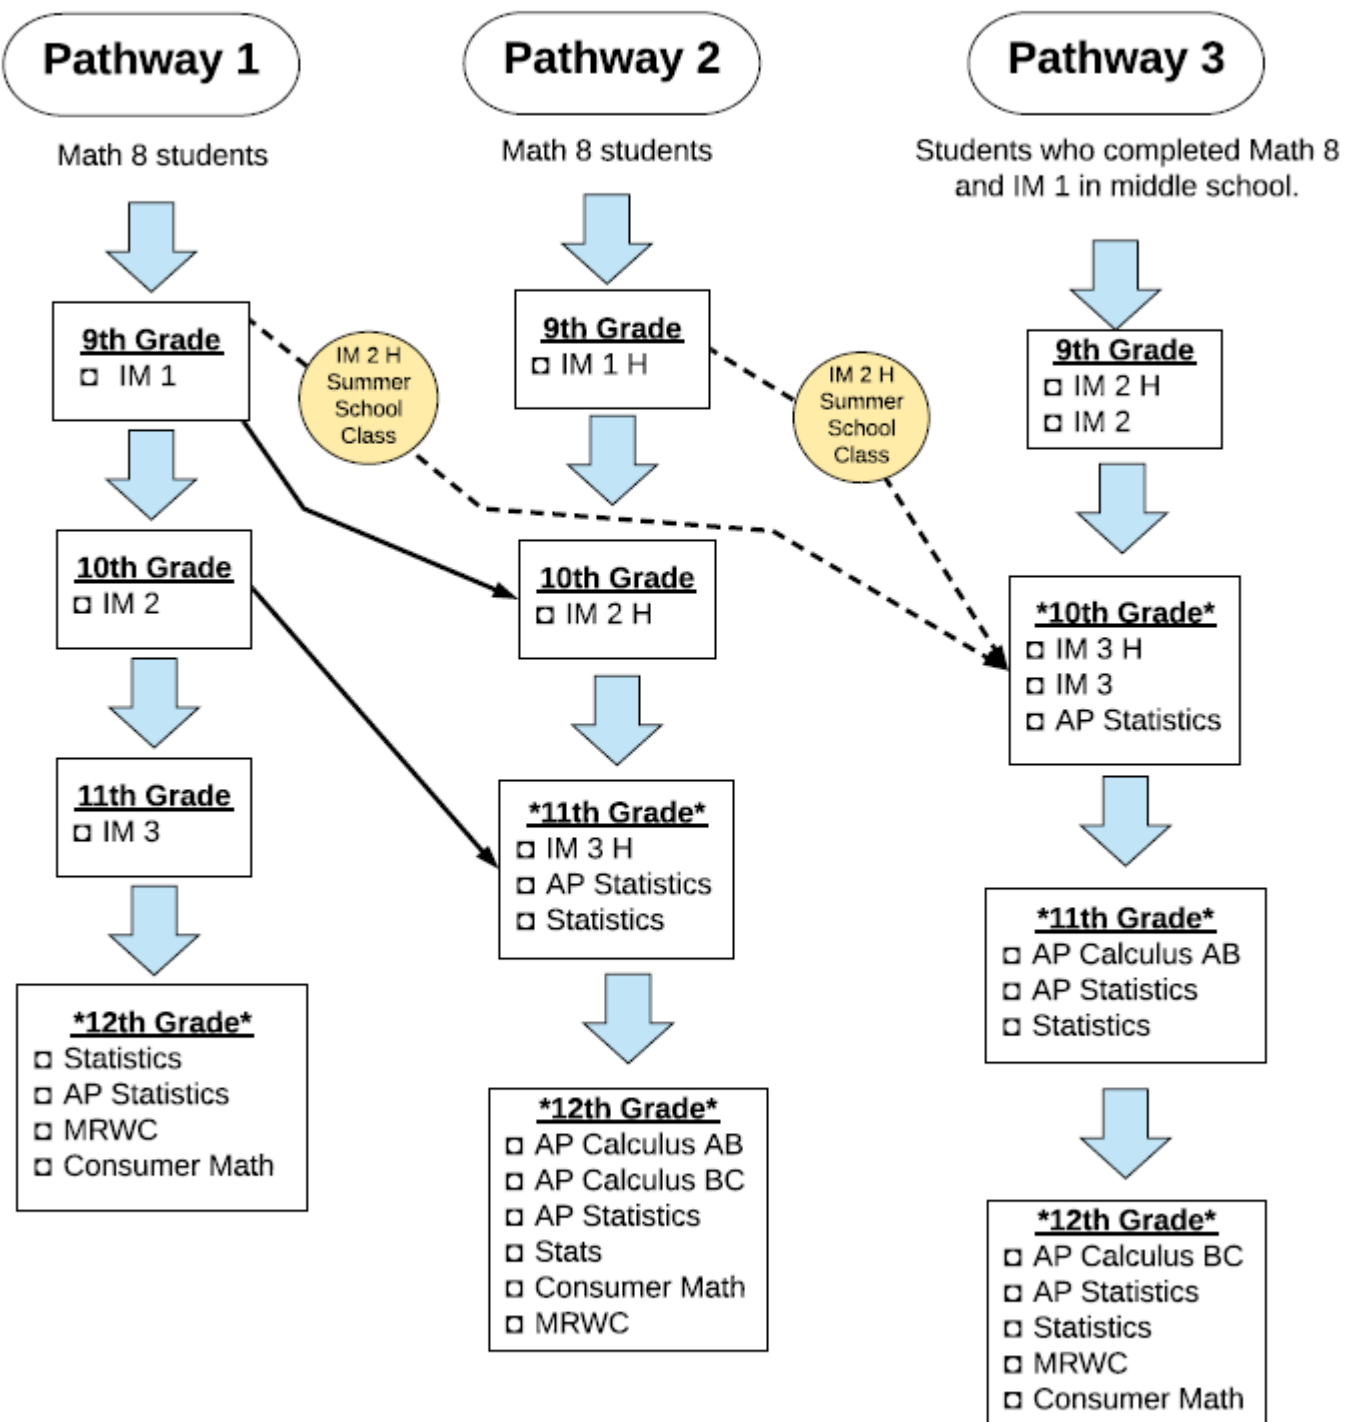 Pathway 1
Math 8 students
9th Grade
IM 1
IM 2 H
Summer
School
Class
10th Grade
IM 2
11th Grade
IM 3
*12th Grade*
Statistics
AP Statistics
MRWC
Consumer Math
Pathway 2
Math 8 students
9th Grade
IM 1 H
IM 2 H
Summer
School
Class
10th Grade
IM 2 H
*11th Grade*
IM 3 H
AP Statistics
Statistics
*12th Grade*
AP Calculus AB
AP Calculus BC
AP Statistics
Stats
Consumer Math
MRWC
Pathway 3
Students who completed Math 8
and IM 1 in middle school.
9th Grade
IM 2 H
IM 2
*10th Grade*
IM 3 H
IM 3
AP Statistics
*11th Grade*
AP Calculus AB
AP Statistics
Statistics
*12th Grade*
AP Calculus BC
AP Statistics
Statistics
MRWC
Consumer Math